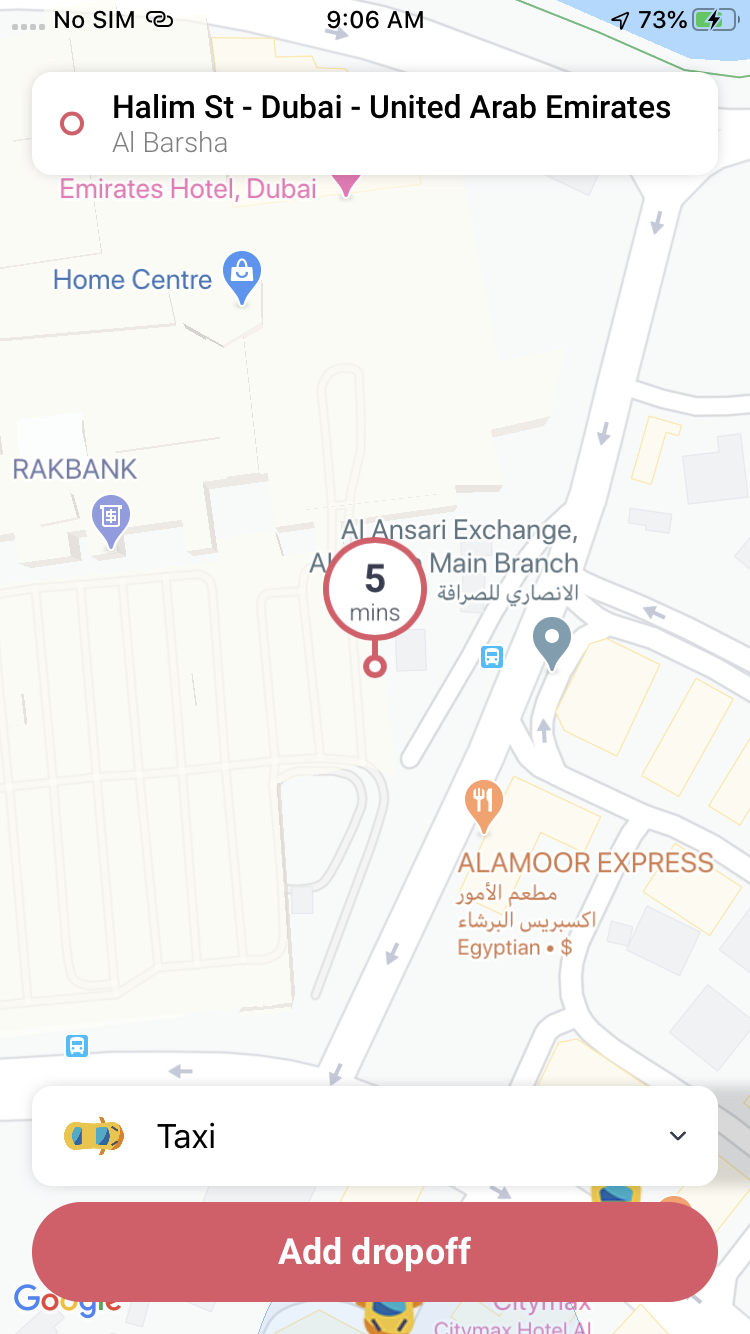 No SIM
9:06 AM
73%
Halim St - Dubai - United Arab Emirates
Al Barsha
Emirates Hotel, Dubai
Home Centre
RAKBANK
Al Ansari Exchange,
Main Branch
الانصاري للصرافة
5
mins
ALAMOOR EXPRESS
مطعم الأمور
اكسبريس البرشاء
Egyptian • $
Taxi
Add dropoff
Google
Citymax
Citymax Hotel Al